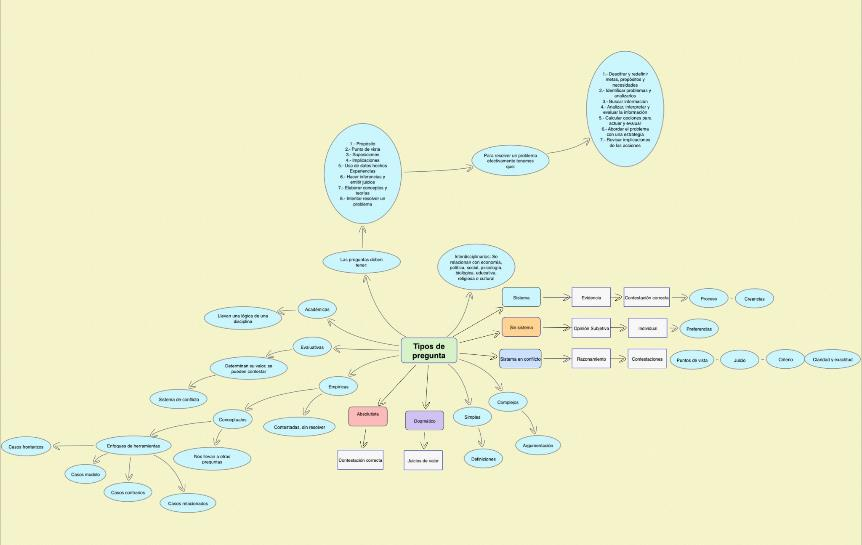 1.- Descifrar y redefinir
metas, propósitos y
necesidades
2.- Identificar problemas y
analizarlos
3.- Buscar informacion
4.- Analizar, interpretar y
evaluar la información
5.- Calcular opciones para
actuar y evaluar
6.- Abordar el problema
con una estrategia
7.- Revisar implicaciones
de las acciones
1.- Propósito
2.- Punto de vista
3.- Suposiciones
4.- Implicaciones
5.- Uso de datos hechos
Experiencias
6.- Hacer inferencias y
emitir juicios
7.- Elaborar conceptos y
teorías
8.- Intentar resolver un
problema
Para resolver un problema
efectivamente tenemos
que:
Las preguntas deben
tener:
Interdisciplinarias: Se
relacionan con economía,
política, social, psicología,
biológica, educativa,
religiosa o cultural
Sistema
Evidencia
Contestación correcta
Proceso
Creencias
Académicas
Llevan una lógica de una
disciplina
Sin sistema
Opinión Subjetiva
Individual
Preferencias
Evaluativas
Tipos de
pregunta
Sistema en conflicto
Razonamiento
Contestaciones
Puntos de vista
Juicio
Criterio
Claridad y exactitud
Determinan su valor, se
pueden contestar
Sistema de conflicto
Empíricas
Contestadas, sin resolver
Conceptuales
Absolutista
Dogmático
Simples
Complejas
Casos fronterizos
Enfoques de herramientas
Nos llevan a otras
preguntas
Contestación correcta
Juicios de valor
Definiciones
Argumentación
Casos modelo
Casos contrarios
Casos relacionados